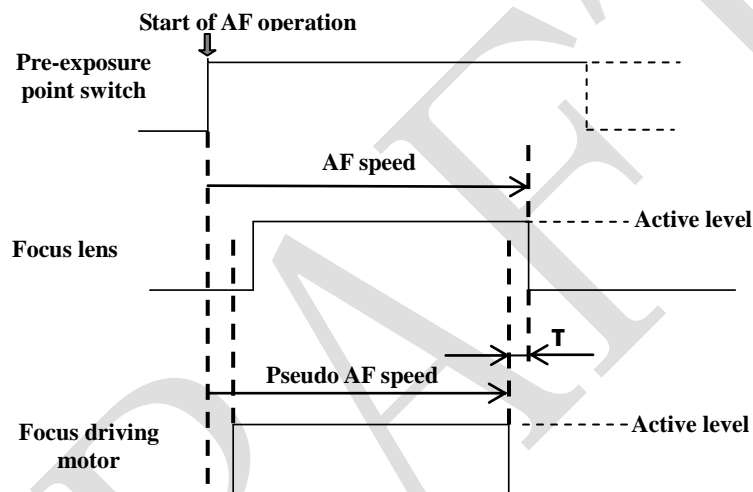 Start of AF operation
Pre-exposure
point switch
AF speed
Active level
Focus lens
T
Pseudo AF speed
Active level
Focus driving
motor